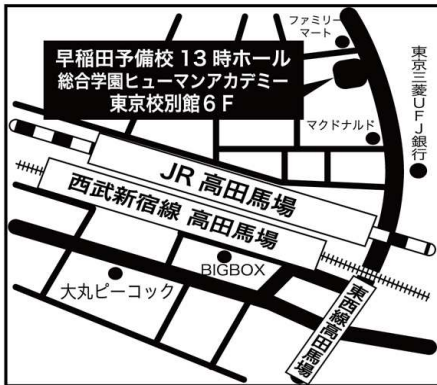 ファミリー
マート
早稲田予備校 13 時ホール
総合学園ヒューマンアカデミー
東京校別館6F
東京三菱UFJ銀行
マクドナルド
JR 高田馬場
西武新宿線 高田馬場
BIGBOX
大丸ピーコック
東西線高田馬場